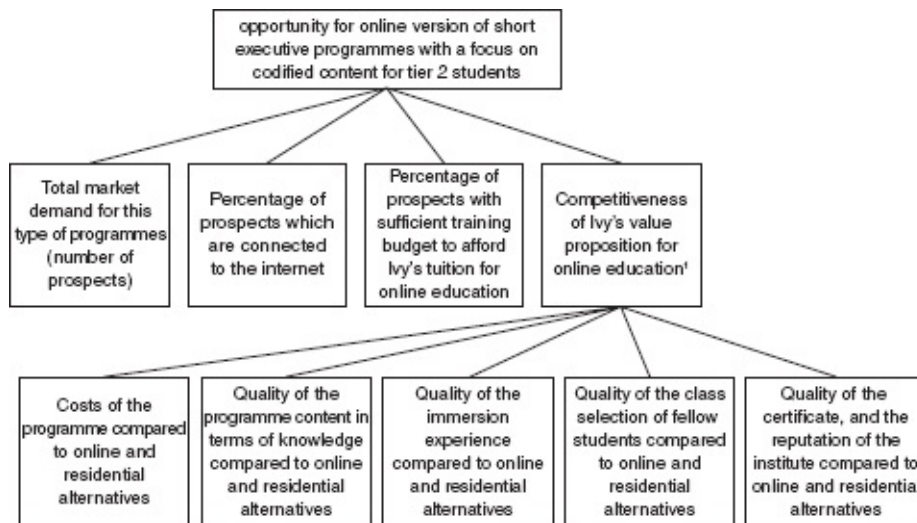 opportunity for online version of short
executive programmes with a focus on
codified content for tier 2 students
Total market
demand for this
type of programmes
(number of
prospects)
Percentage of
prospects which
are connected
to the internet
Percentage of
prospects with
sufficient training
budget to afford
Ivy's tuition for
online education
Competitiveness
of Ivy's value
proposition for
online education¹
Costs of the
programme compared
to online and
residential
alternatives
Quality of the
programme content in
terms of knowledge
compared to online
and residential
alternatives
Quality of the
immersion
experience
compared to online
and residential
alternatives
Quality of the class
selection of fellow
students compared
to online and
residential
alternatives
Quality of the
certificate, and the
reputation of the
institute compared to
online and residential
alternatives